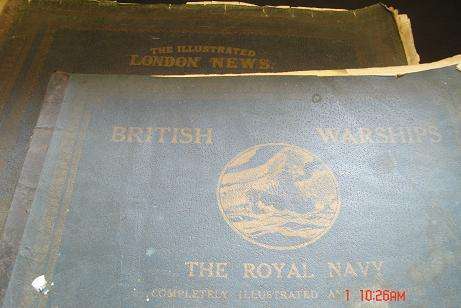 THE ILLUSTRATED
LONDON NEWS.
BRITISH WARSHIPS
THE ROYAL NAVY
COMPLETELY ILLUSTRATED
1 10:26AM